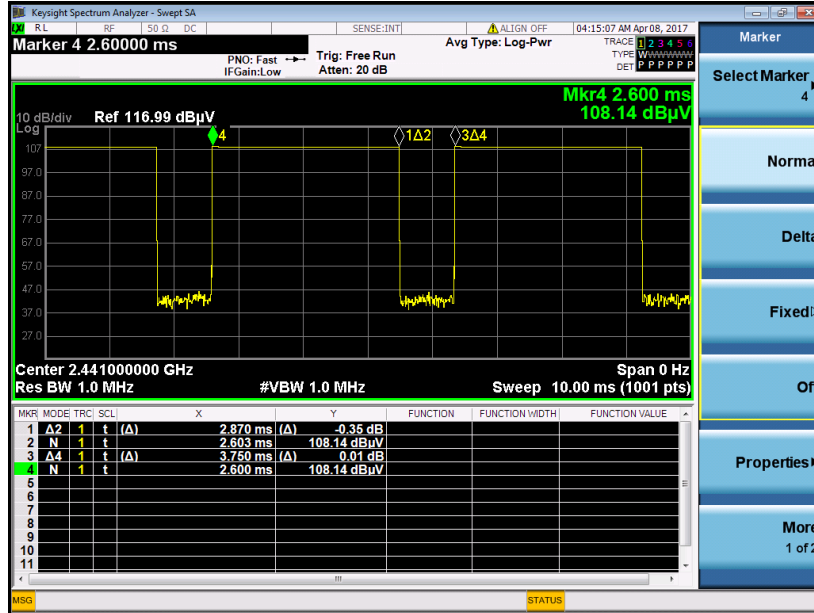 Keysight Spectrum Analyzer - Swept SA
LXI RL RF 50 Ω DC SENSE:INT ALIGN OFF 04:15:07 AM Apr 08, 2017
Marker 4 2.60000 ms Avg Type: Log-Pwr TRACE 1 2 3 4 5 6
PNO: Fast Trig: Free Run TYPE WWWWWW
IFGain:Low Atten: 20 dB DET P P P P P P
Mkr4 2.600 ms
10 dB/div Ref 116.99 dBµV 108.14 dBµV
Log
4 1Δ2 3Δ4
107
97.0
87.0
77.0
67.0
57.0
47.0
37.0
27.0
Center 2.441000000 GHz Span 0 Hz
Res BW 1.0 MHz #VBW 1.0 MHz Sweep 10.00 ms (1001 pts)
MKR MODE TRC SCL X Y FUNCTION FUNCTION WIDTH FUNCTION VALUE
1 Δ2 1 t (Δ) 2.870 ms (Δ) -0.35 dB
2 N 1 t 2.603 ms 108.14 dBµV
3 Δ4 1 t (Δ) 3.750 ms (Δ) 0.01 dB
4 N 1 t 2.600 ms 108.14 dBµV
5
6
7
8
9
10
11
MSG STATUS
Marker
Select Marker
4
Norma
Delta
Fixed
Of
Properties
More
1 of 2